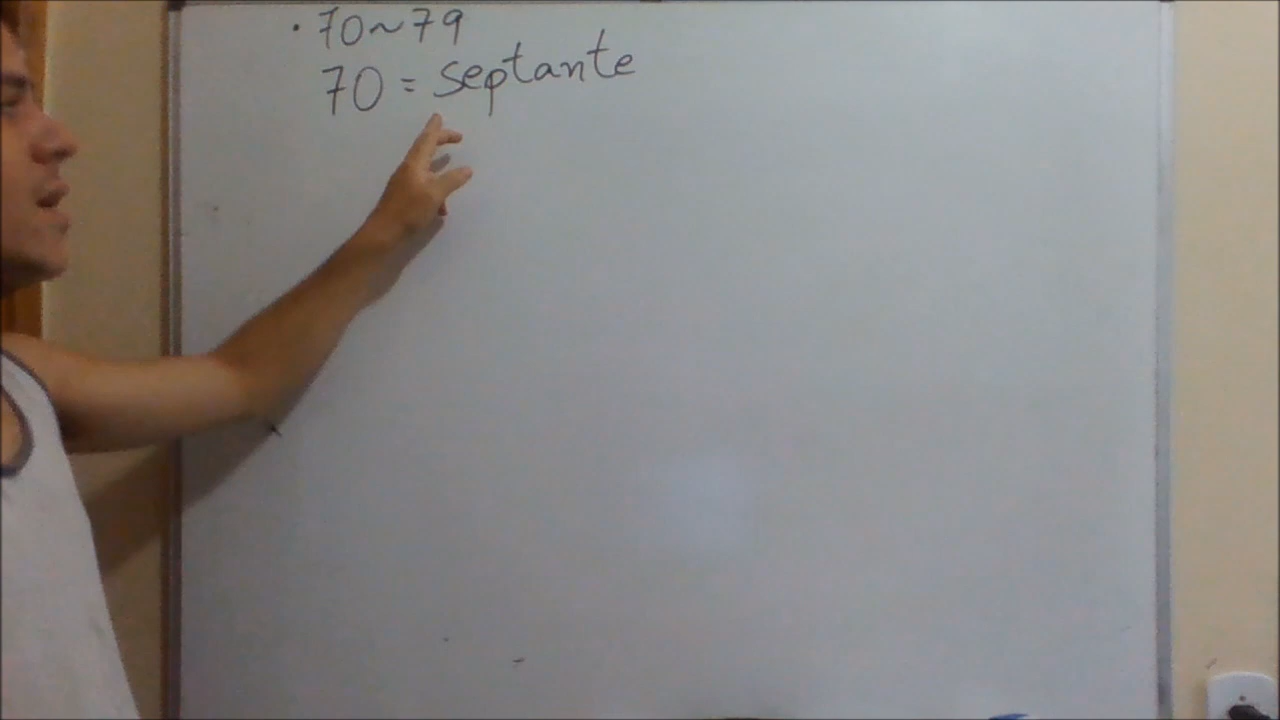 • 70~79
70 = septante